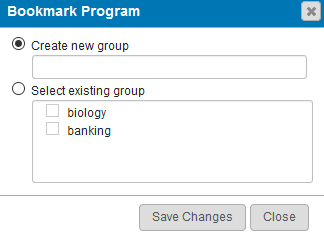 Bookmark Program
Create new group
Select existing group
biology
banking
Save Changes Close